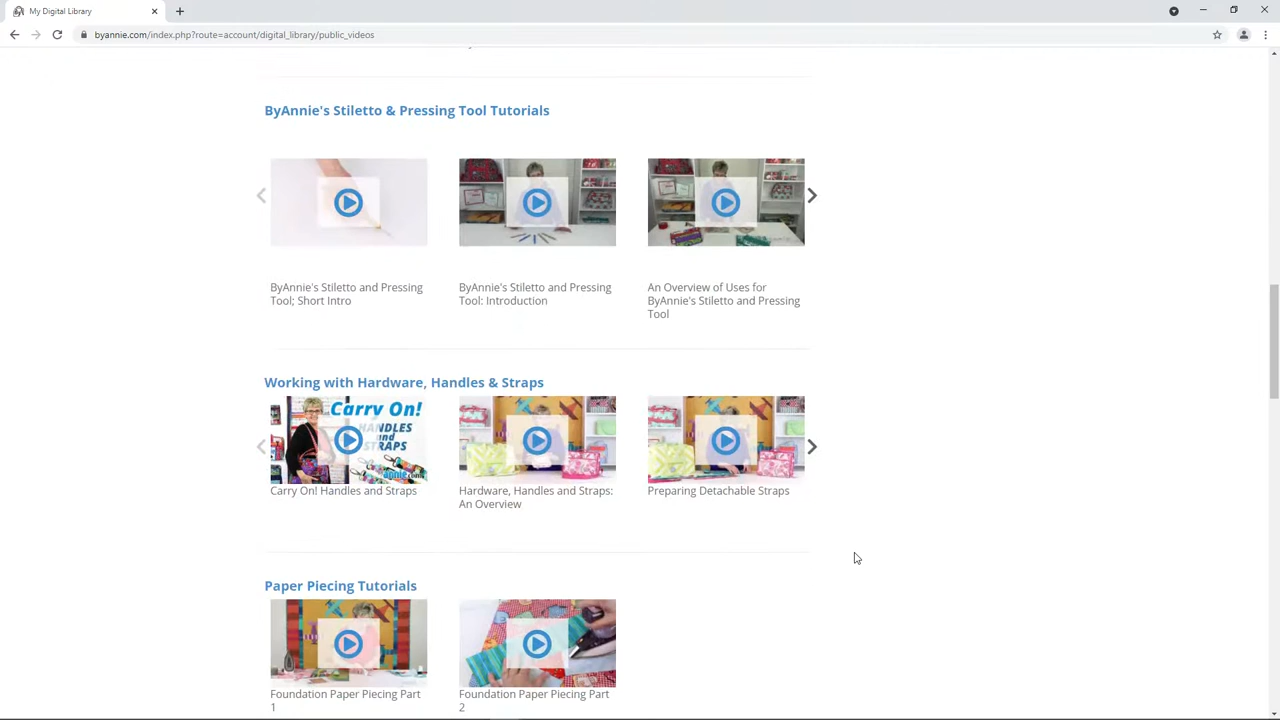 My Digital Library
byannie.com/index.php?route=account/digital_library/public_videos
ByAnnie's Stiletto & Pressing Tool Tutorials
ByAnnie's Stiletto and Pressing
Tool; Short Intro
ByAnnie's Stiletto and Pressing
Tool: Introduction
An Overview of Uses for
ByAnnie's Stiletto and Pressing
Tool
Working with Hardware, Handles & Straps
Carry On!
HANDLES
and
STRAPS
annie.com
Carry On! Handles and Straps
Hardware, Handles and Straps:
An Overview
Preparing Detachable Straps
Paper Piecing Tutorials
Foundation Paper Piecing Part
1
Foundation Paper Piecing Part
2